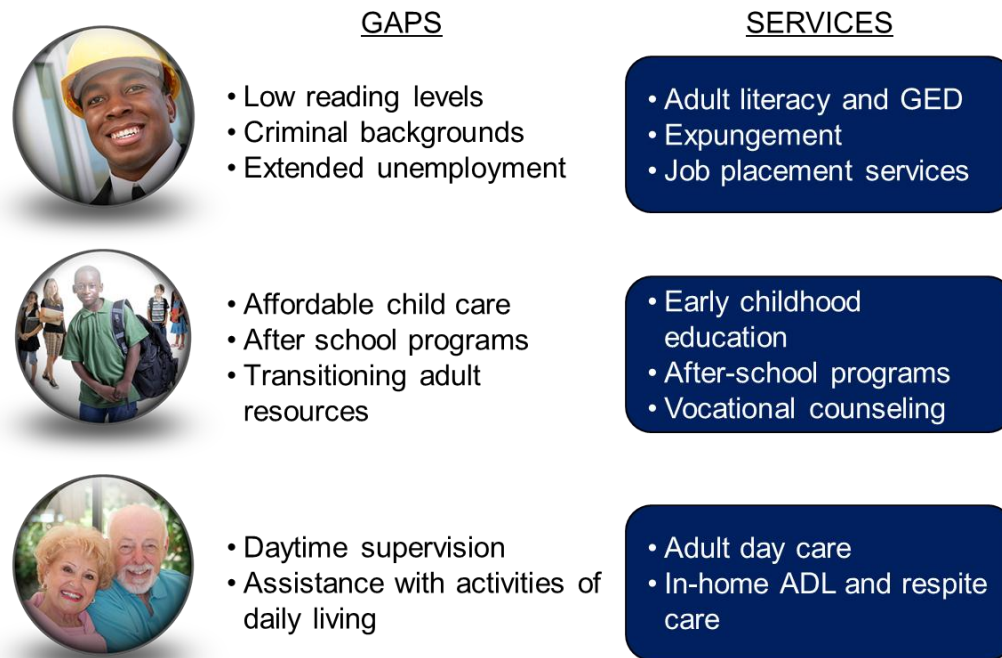 GAPS
SERVICES
• Low reading levels
• Criminal backgrounds
• Extended unemployment
• Adult literacy and GED
• Expungement
• Job placement services
• Affordable child care
• After school programs
• Transitioning adult
resources
• Early childhood
education
• After-school programs
• Vocational counseling
• Daytime supervision
• Assistance with activities of
daily living
• Adult day care
• In-home ADL and respite
care